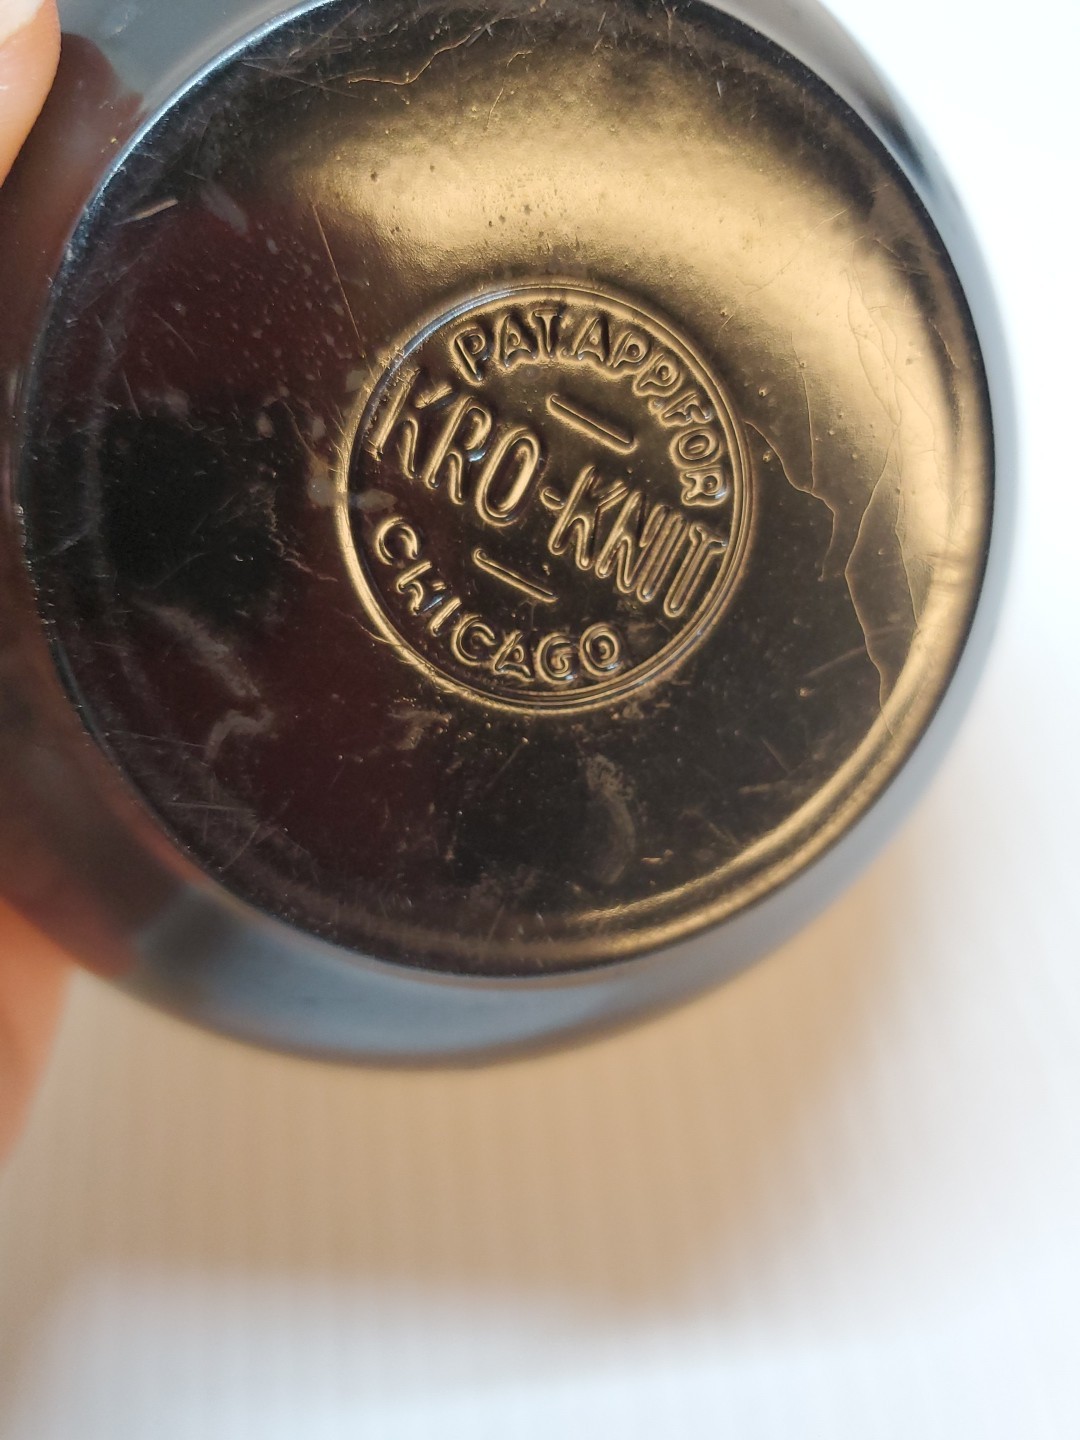 PAT. APP. FOR
KRO-KNIT
CHICAGO